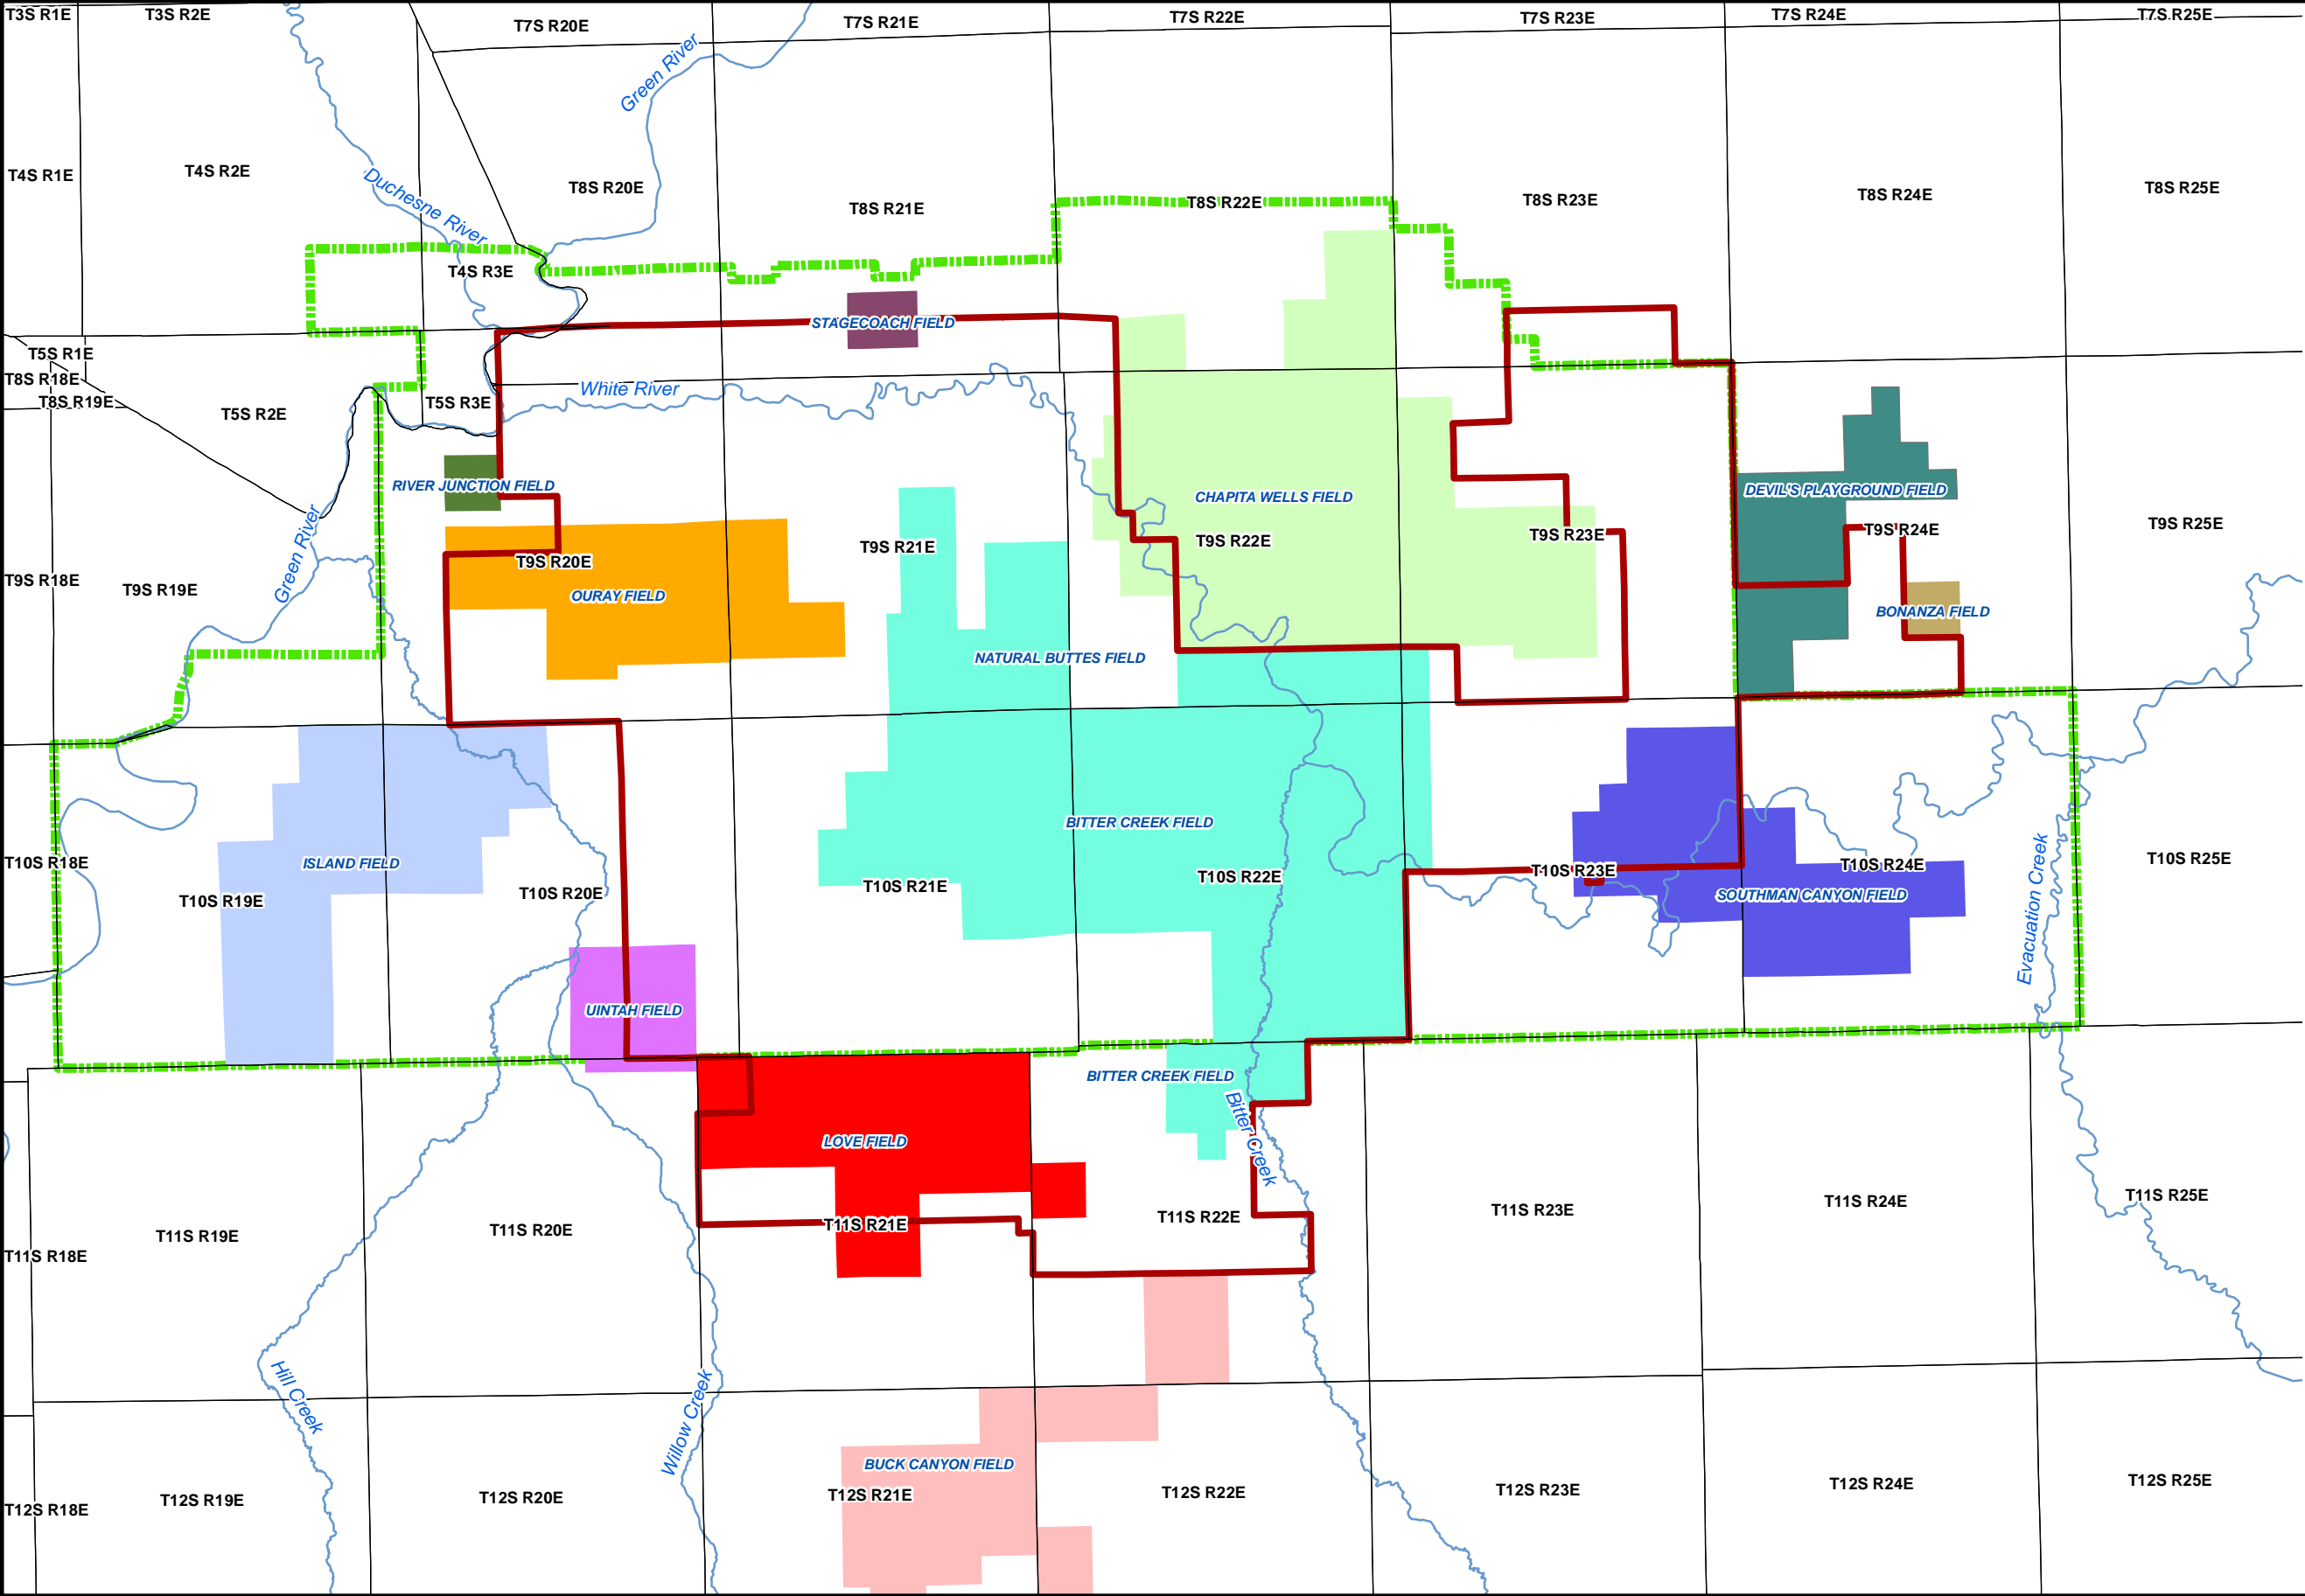 T3S R1E
T3S R2E
T7S R20E
T7S R21E
T7S R22E
T7S R23E
T7S R24E
T7S R25E
Green River
T4S R1E
T4S R2E
Duchesne River
T8S R20E
T8S R21E
T8S R22E
T8S R23E
T8S R24E
T8S R25E
T4S R3E
STAGECOACH FIELD
T5S R1E
T8S R18E
T8S R19E
T5S R2E
T5S R3E
White River
RIVER JUNCTION FIELD
CHAPITA WELLS FIELD
DEVIL'S PLAYGROUND FIELD
T9S R24E
T9S R25E
T9S R23E
T9S R22E
T9S R21E
T9S R20E
Green River
T9S R18E
T9S R19E
OURAY FIELD
BONANZA FIELD
NATURAL BUTTES FIELD
BITTER CREEK FIELD
ISLAND FIELD
T10S R18E
T10S R19E
T10S R20E
T10S R21E
T10S R22E
T10S R23E
T10S R24E
T10S R25E
SOUTHMAN CANYON FIELD
Evacuation Creek
UINTAH FIELD
BITTER CREEK FIELD
Bitter Creek
LOVE FIELD
T11S R18E
T11S R19E
T11S R20E
T11S R21E
T11S R22E
T11S R23E
T11S R24E
T11S R25E
Hill Creek
Willow Creek
BUCK CANYON FIELD
T12S R18E
T12S R19E
T12S R20E
T12S R21E
T12S R22E
T12S R23E
T12S R24E
T12S R25E